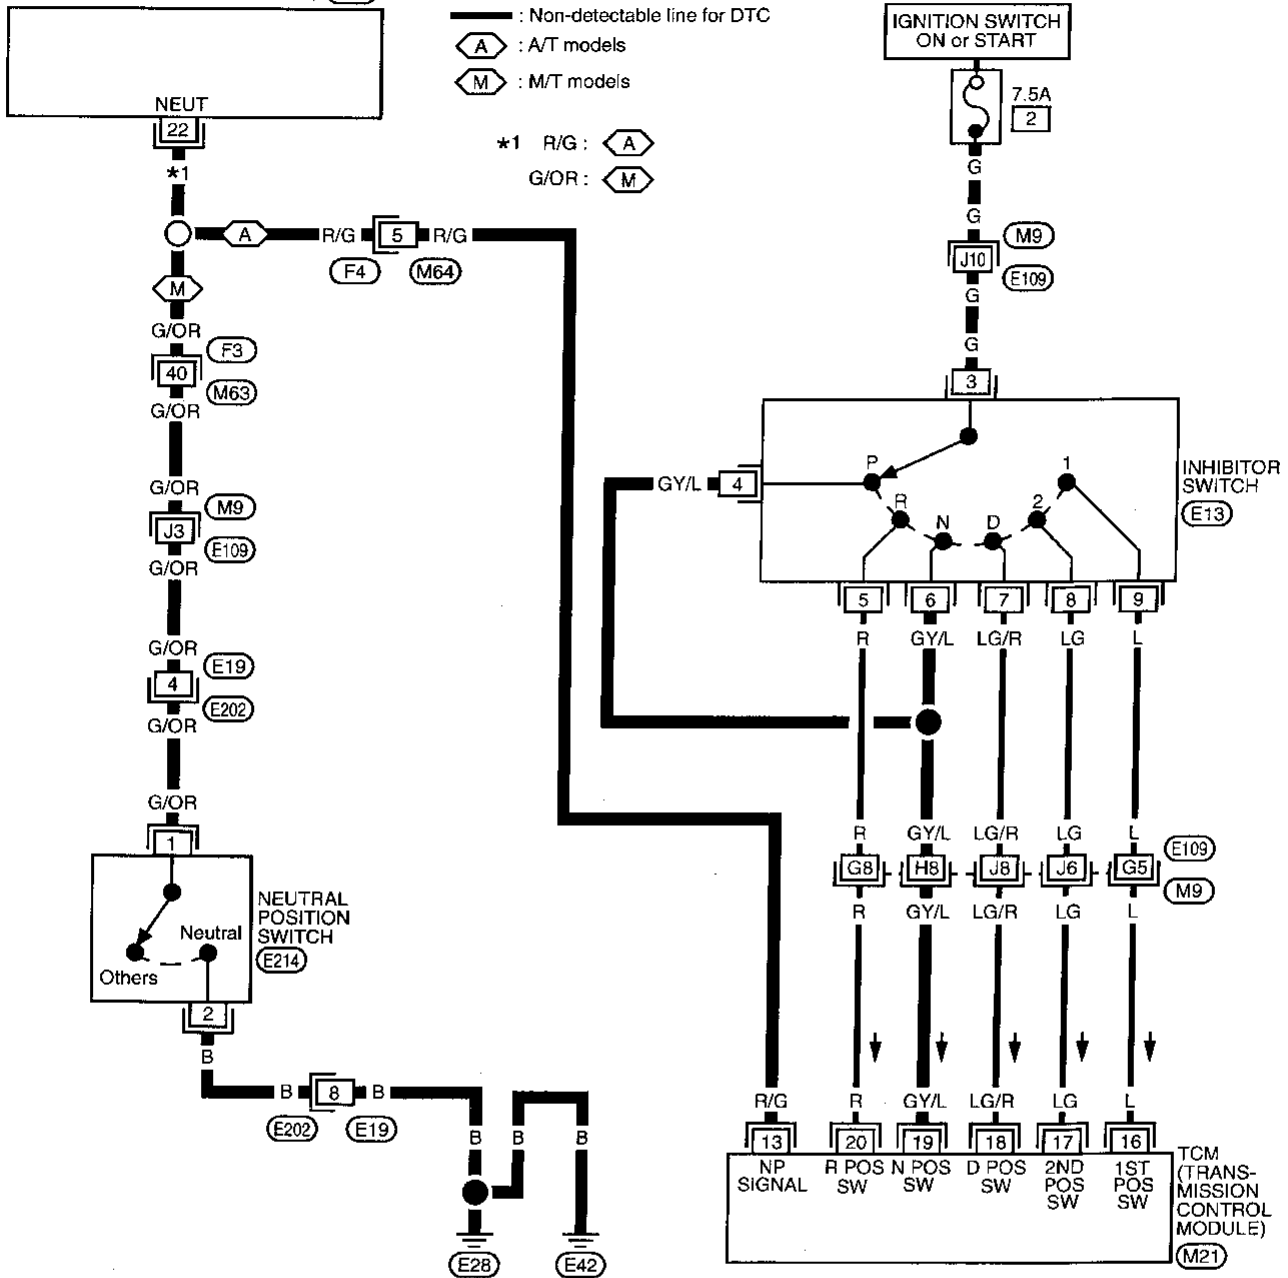 : Non-detectable line for DTC
A : A/T models
M : M/T models
*1 R/G : A
G/OR : M
IGNITION SWITCH
ON or START
7.5A
2
NEUT
22
*1
A
R/G
5
R/G
F4
M64
M
G/OR
F3
40
M63
G/OR
G/OR
M9
J3
E109
G/OR
G/OR
E19
4
E202
G/OR
G/OR
1
NEUTRAL
POSITION
SWITCH
E214
Neutral
Others
2
B
B
8
B
E202
E19
B
B
B
E28
E42
G
G
M9
J10
E109
G
G
3
GY/L
4
P
R
N
D
2
1
INHIBITOR
SWITCH
E13
5
6
7
8
9
R
GY/L
LG/R
LG
L
R
GY/L
LG/R
LG
L
G8
H8
J8
J6
G5
E109
M9
R
GY/L
LG/R
LG
L
R/G
R
GY/L
LG/R
LG
L
13
20
19
18
17
16
NP
SIGNAL
R POS
SW
N POS
SW
D POS
SW
2ND
POS
SW
1ST
POS
SW
TCM
(TRANS-
MISSION
CONTROL
MODULE)
M21